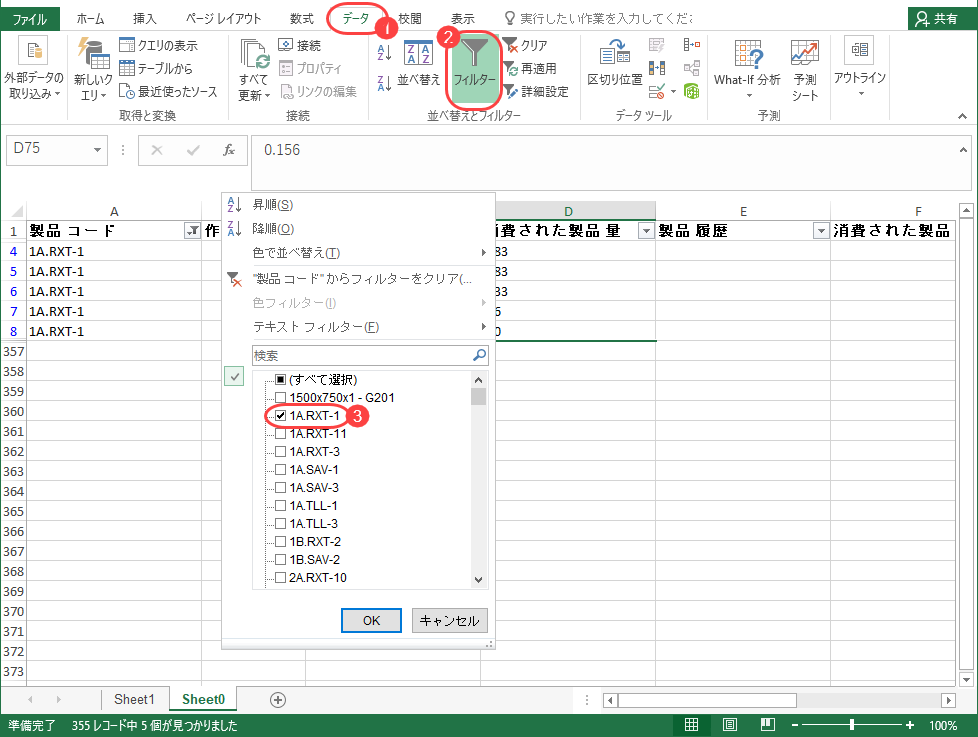 ファイル ホーム 挿入 ページ レイアウト 数式 データ 校閲 表示 実行したい作業を入力してくだ 共有
1
2
外部データの
取り込み
新しいク
エリ
クエリの表示
テーブルから
最近使ったソース
取得と変換
すべて
更新
接続
プロパティ
リンクの編集
接続
並べ替え
フィルター
クリア
再適用
詳細設定
並べ替えとフィルター
区切り位置
データ ツール
What-If 分析
予測
シート
予測
アウトライン
D75 fx 0.156
A D E F
1 製品 コード 作 消費された製品 量 製品 履歴 消費された製品
4 1A.RXT-1 83
5 1A.RXT-1 83
6 1A.RXT-1 83
7 1A.RXT-1 6
8 1A.RXT-1 0
357
358
359
360
361
362
363
364
365
366
367
368
369
370
371
372
373
昇順(S)
降順(O)
色で並べ替え(T)
"製品 コード" からフィルターをクリア(...
色フィルター(I)
テキスト フィルター(F)
検索
(すべて選択)
1500x750x1 - G201
1A.RXT-1 3
1A.RXT-11
1A.RXT-3
1A.SAV-1
1A.SAV-3
1A.TLL-1
1A.TLL-3
1B.RXT-2
1B.SAV-2
2A.RXT-10
OK キャンセル
Sheet1 Sheet0
準備完了 355 レコード中 5 個が見つかりました 100%